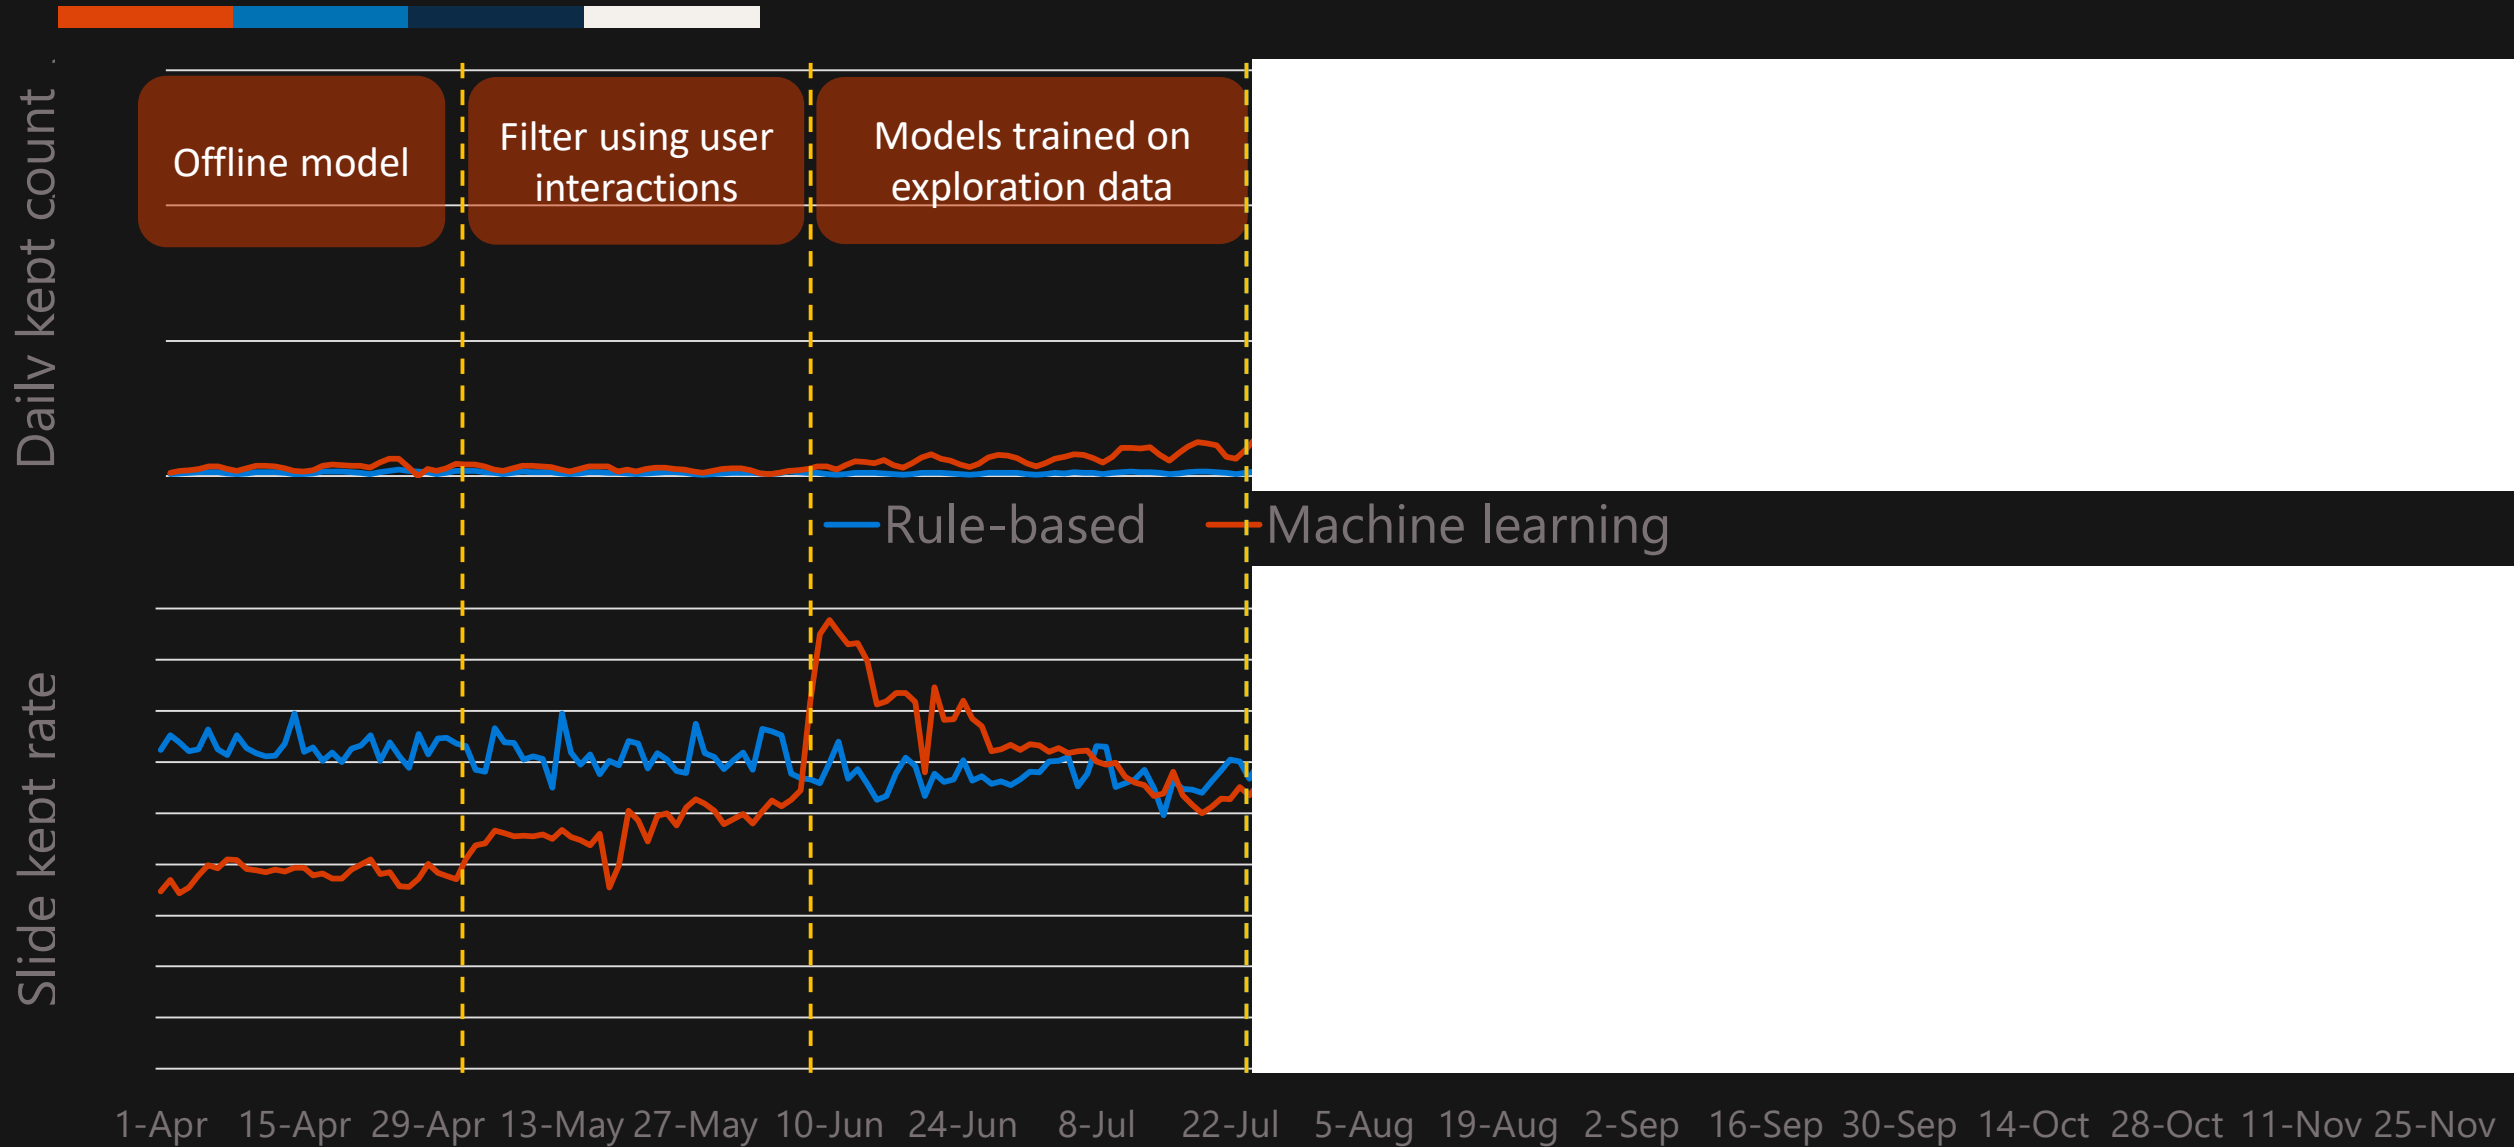 Daily kept count
Offline model
Filter using user
interactions
Models trained on
exploration data
Rule-based
Machine learning
Slide kept rate
1-Apr 15-Apr 29-Apr 13-May 27-May 10-Jun 24-Jun 8-Jul 22-Jul 5-Aug 19-Aug 2-Sep 16-Sep 30-Sep 14-Oct 28-Oct 11-Nov 25-Nov